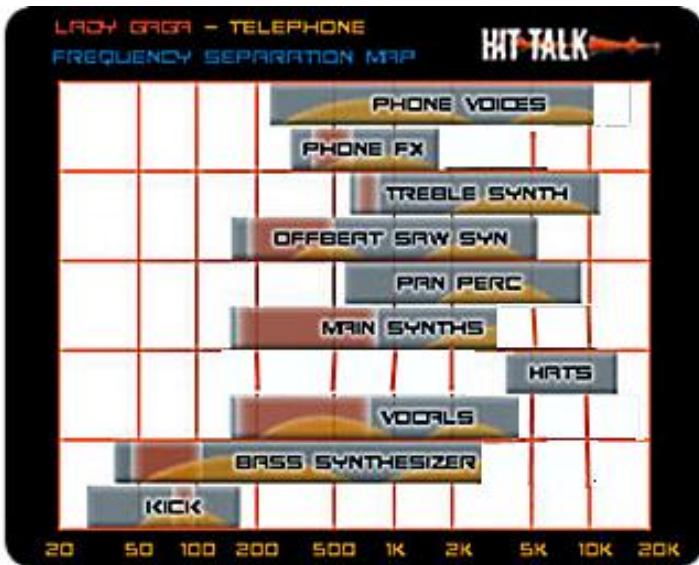 LADY GAGA - TELEPHONE
HIT TALK
FREQUENCY SEPARATION MAP
PHONE VOICES
PHONE FX
TREBLE SYNTH
OFFBEAT SAW SYN
PAN PERC
MAIN SYNTHS
HATS
VOCALS
BASS SYNTHESIZER
KICK
20 50 100 200 500 1K 2K 5K 10K 20K